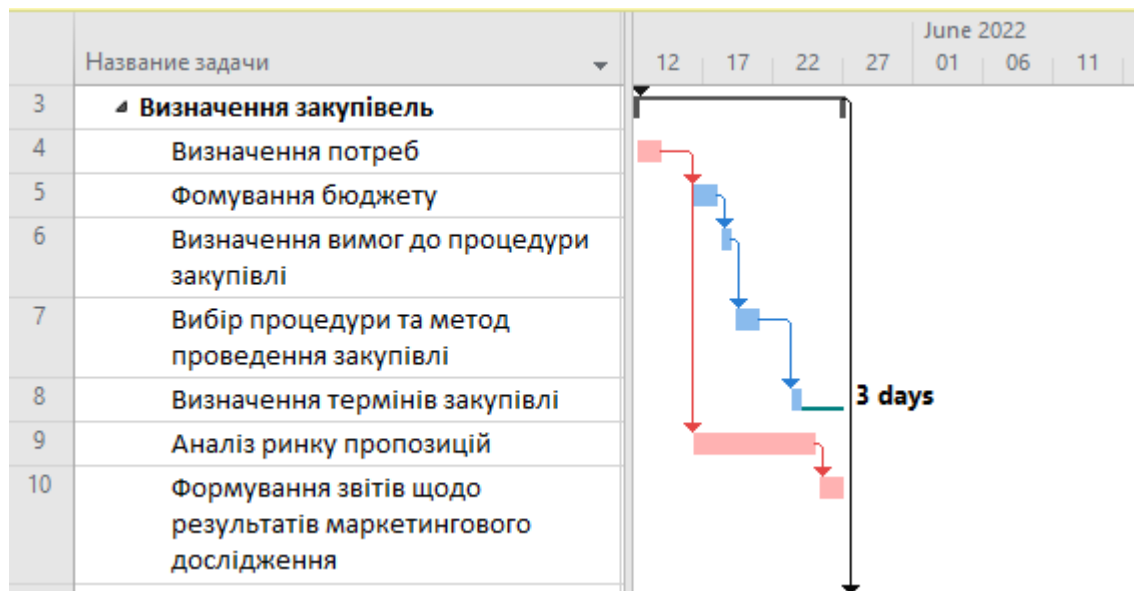 June 2022
Название задачи
12 17 22 27 01 06 11
3 Визначення закупівель
4 Визначення потреб
5 Фомування бюджету
6 Визначення вимог до процедури
закупівлі
7 Вибір процедури та метод
проведення закупівлі
8 Визначення термінів закупівлі 3 days
9 Аналіз ринку пропозицій
10 Формування звітів щодо
результатів маркетингового
дослідження